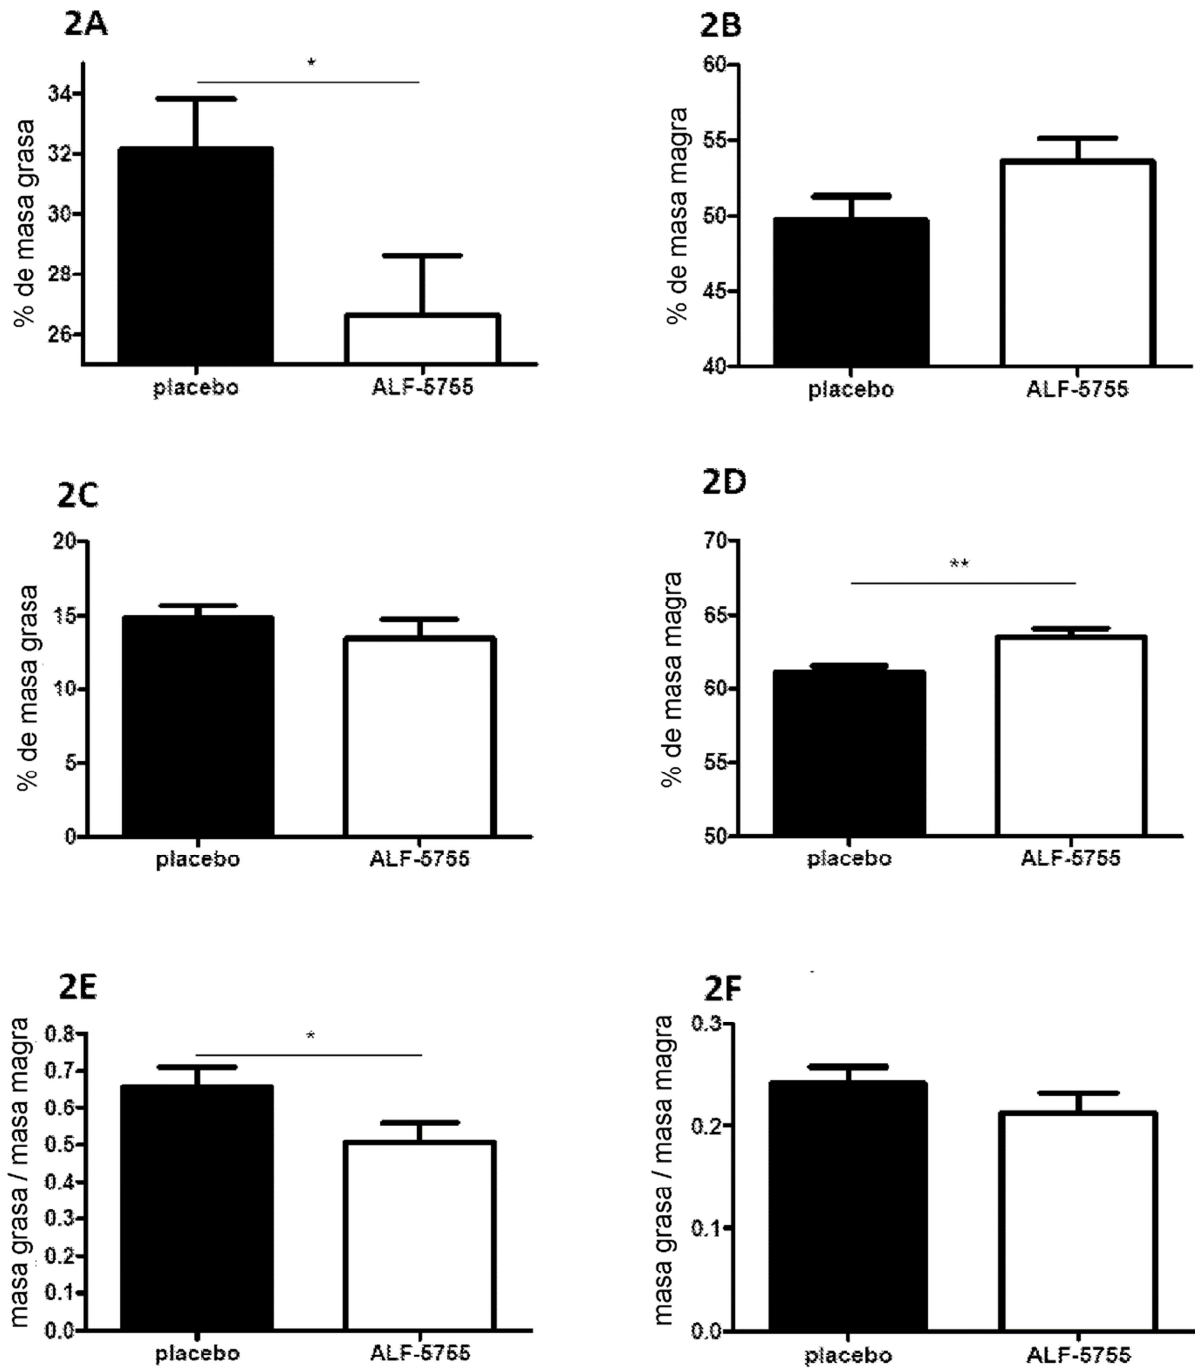 2A
*
% de masa grasa
34
32
30
28
26
placebo
ALF-5755
2B
% de masa magra
60
55
50
45
40
placebo
ALF-5755
2C
% de masa grasa
20
15
10
5
0
placebo
ALF-5755
2D
**
% de masa magra
70
65
60
55
50
placebo
ALF-5755
2E
*
masa grasa / masa magra
0.8
0.7
0.6
0.5
0.4
0.3
0.2
0.1
0.0
placebo
ALF-5755
2F
masa grasa / masa magra
0.3
0.2
0.1
0.0
placebo
ALF-5755